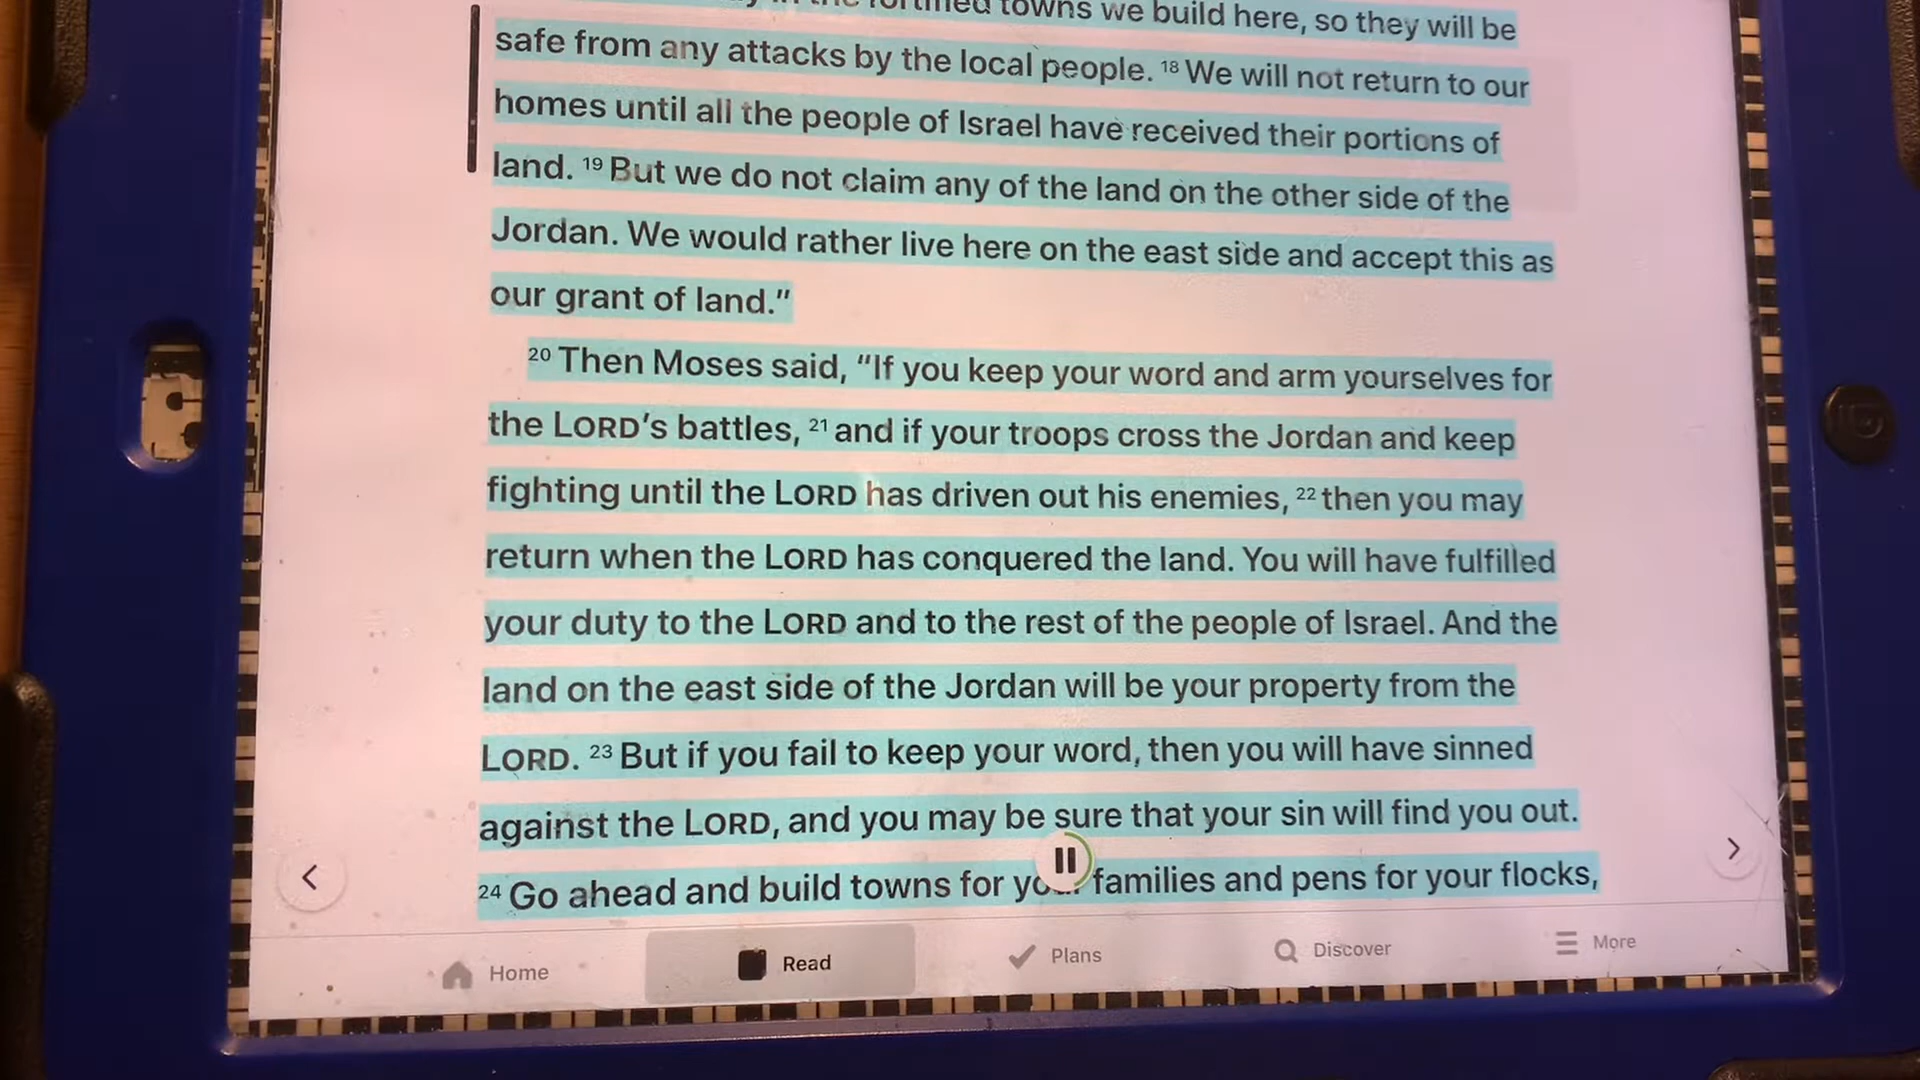 the fortified towns we build here, so they will be
safe from any attacks by the local people. 18 We will not return to our
homes until all the people of Israel have received their portions of
land. 19 But we do not claim any of the land on the other side of the
Jordan. We would rather live here on the east side and accept this as
our grant of land.”
20 Then Moses said, “If you keep your word and arm yourselves for
the LORD’s battles, 21 and if your troops cross the Jordan and keep
fighting until the LORD has driven out his enemies, 22 then you may
return when the LORD has conquered the land. You will have fulfilled
your duty to the LORD and to the rest of the people of Israel. And the
land on the east side of the Jordan will be your property from the
LORD. 23 But if you fail to keep your word, then you will have sinned
against the LORD, and you may be sure that your sin will find you out.
24 Go ahead and build towns for families and pens for your flocks,
Home Read Plans Discover More